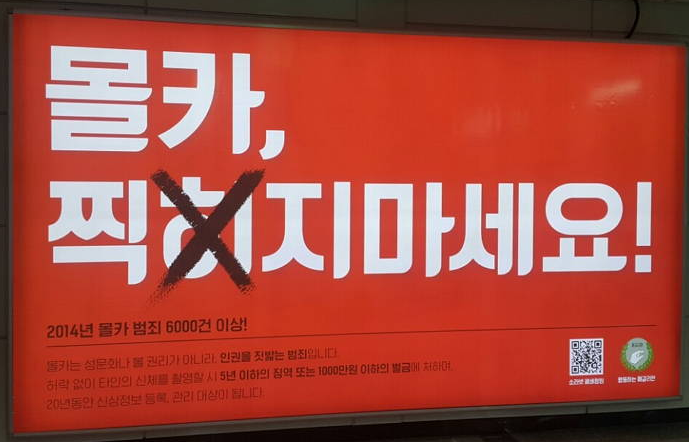 몰카,
찍히지마세요!
2014년 몰카 범죄 6000건 이상!
몰카는 성문화나 볼 권리가 아니라, 인권을 짓밟는 범죄입니다.
허락 없이 타인의 신체를 촬영할 시 5년 이하의 징역 또는 1000만원 이하의 벌금에 처하며,
20년동안 신상정보 등록, 관리 대상이 됩니다.
소라넷